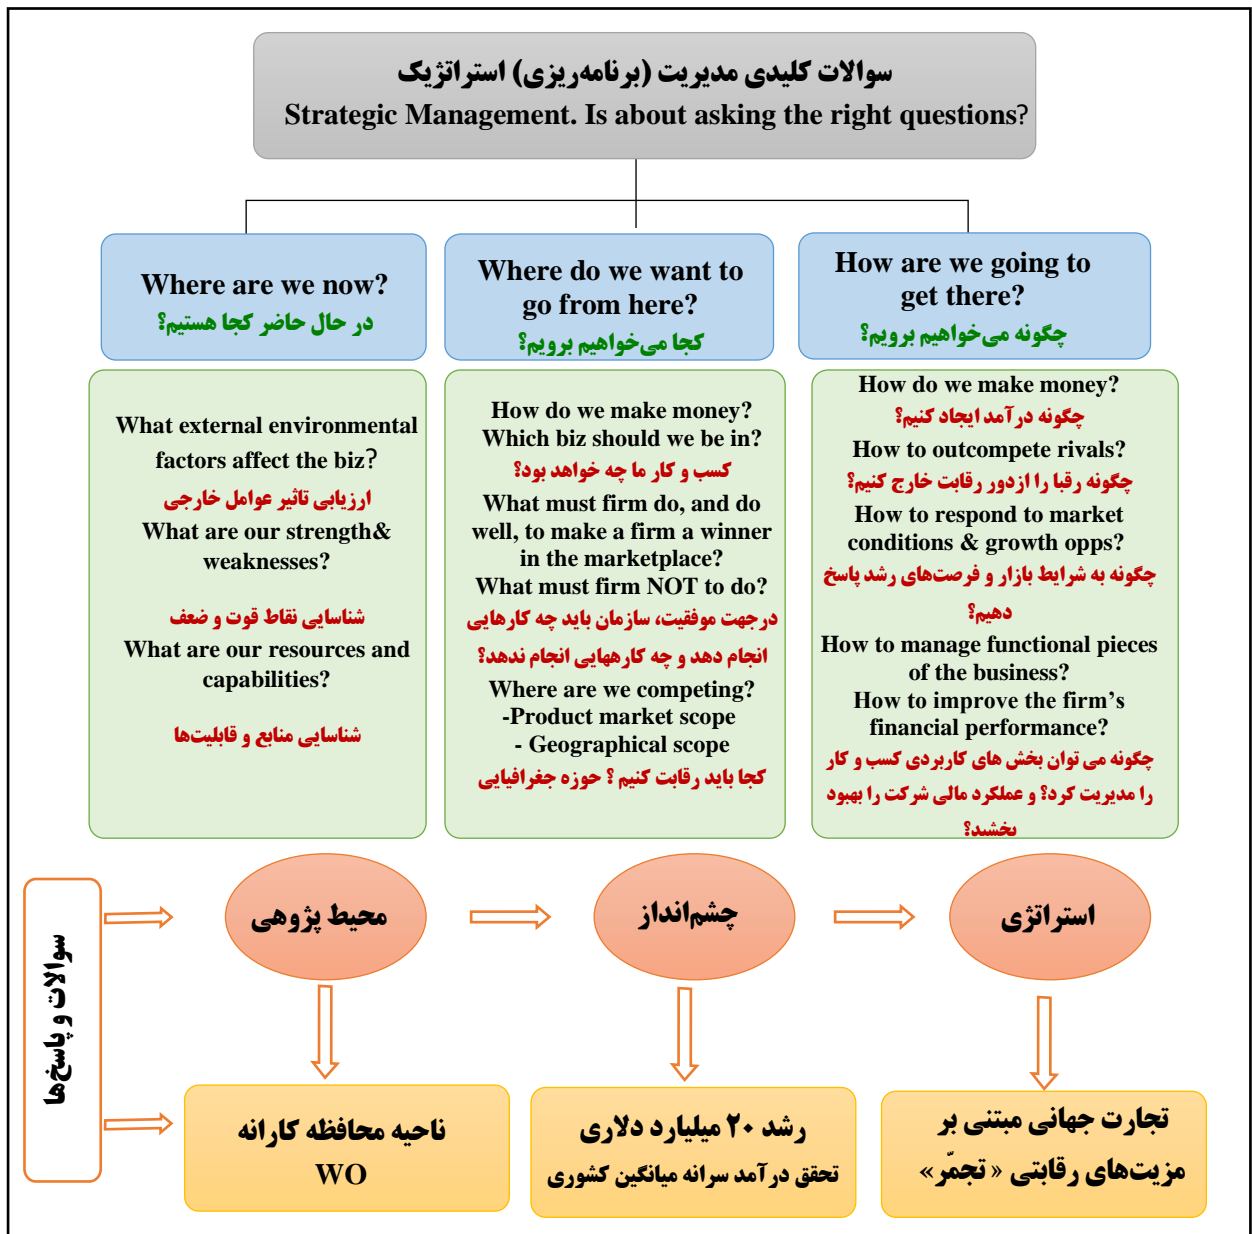 سوالات کلیدی مدیریت (برنامه‌ریزی) استراتژیک
Strategic Management. Is about asking the right questions?
Where are we now?
در حال حاضر کجا هستیم؟
Where do we want to
go from here?
کجا می‌خواهیم برویم؟
How are we going to
get there?
چگونه می‌خواهیم برویم؟
What external environmental
factors affect the biz?
ارزیابی تاثیر عوامل خارجی
What are our strength&
weaknesses?
شناسایی نقاط قوت و ضعف
What are our resources and
capabilities?
شناسایی منابع و قابلیت‌ها
How do we make money?
Which biz should we be in?
کسب و کار ما چه خواهد بود؟
What must firm do, and do
well, to make a firm a winner
in the marketplace?
What must firm NOT to do?
درجهت موفقیت، سازمان باید چه کارهایی
انجام دهد و چه کارههایی انجام ندهد؟
Where are we competing?
-Product market scope
- Geographical scope
کجا باید رقابت کنیم ؟ حوزه جغرافیایی
How do we make money?
چگونه درآمد ایجاد کنیم؟
How to outcompete rivals?
چگونه رقبا را ازدور رقابت خارج کنیم؟
How to respond to market
conditions & growth opps?
چگونه به شرایط بازار و فرصت‌های رشد پاسخ
دهیم؟
How to manage functional pieces
of the business?
How to improve the firm’s
financial performance?
چگونه می توان بخش های کاربردی کسب و کار
را مدیریت کرد؟ و عملکرد مالی شرکت را بهبود
بخشید؟
سوالات و پاسخ‌ها
محیط پژوهی
چشم‌انداز
استراتژی
ناحیه محافظه کارانه
WO
رشد ۲۰ میلیارد دلاری
تحقق درآمد سرانه میانگین کشوری
تجارت جهانی مبتنی بر
مزیت‌های رقابتی « تجمّر»